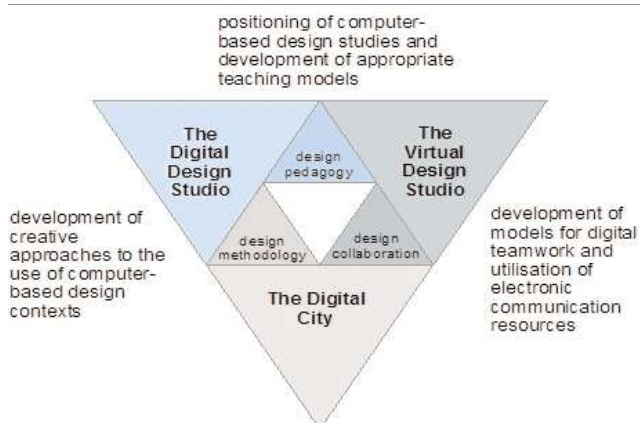 positioning of computer-
based design studies and
development of appropriate
teaching models
The
Digital
Design
Studio
design
pedagogy
The
Virtual
Design
Studio
development of
creative
approaches to the
use of computer-
based design
contexts
design
methodology
design
collaboration
development of
models for digital
teamwork and
utilisation of
electronic
communication
resources
The Digital
City